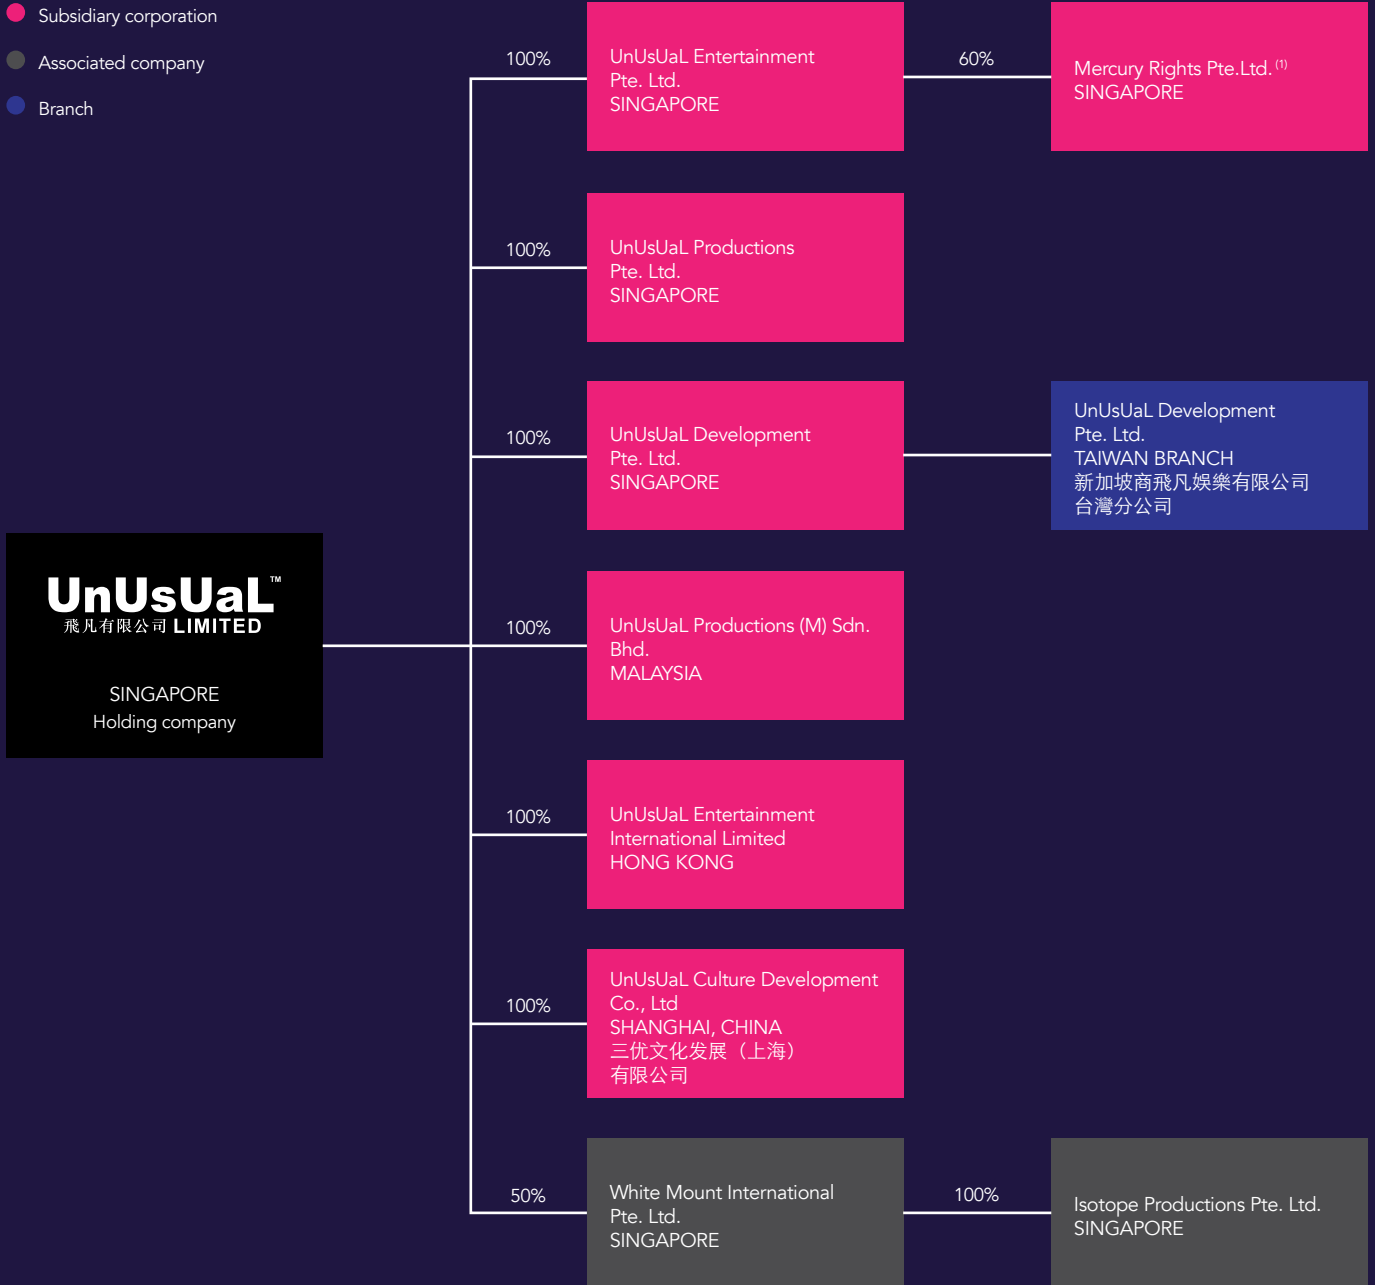 Subsidiary corporation
Associated company
Branch
100%
UnUsUaL Entertainment
Pte. Ltd.
SINGAPORE
60%
Mercury Rights Pte.Ltd. (1)
SINGAPORE
100%
UnUsUaL Productions
Pte. Ltd.
SINGAPORE
100%
UnUsUaL Development
Pte. Ltd.
SINGAPORE
UnUsUaL Development
Pte. Ltd.
TAIWAN BRANCH
新加坡商飛凡娛樂有限公司
台灣分公司
UnUsUaL™
飛凡有限公司 LIMITED
SINGAPORE
Holding company
100%
UnUsUaL Productions (M) Sdn.
Bhd.
MALAYSIA
100%
UnUsUaL Entertainment
International Limited
HONG KONG
100%
UnUsUaL Culture Development
Co., Ltd
SHANGHAI, CHINA
三优文化发展（上海）
有限公司
50%
White Mount International
Pte. Ltd.
SINGAPORE
100%
Isotope Productions Pte. Ltd.
SINGAPORE